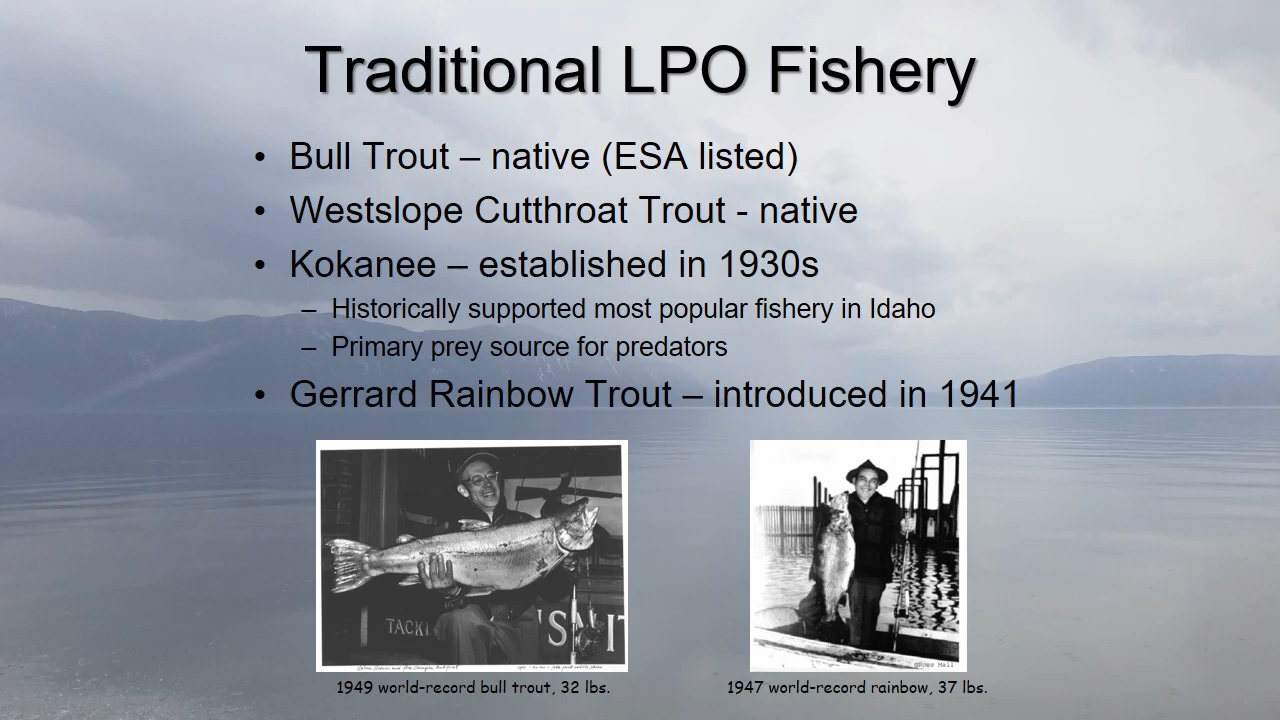 Traditional LPO Fishery
• Bull Trout – native (ESA listed)
• Westslope Cutthroat Trout - native
• Kokanee – established in 1930s
– Historically supported most popular fishery in Idaho
– Primary prey source for predators
• Gerrard Rainbow Trout – introduced in 1941
TACKL
©Ross Hall
1949 world-record bull trout, 32 lbs.
1947 world-record rainbow, 37 lbs.